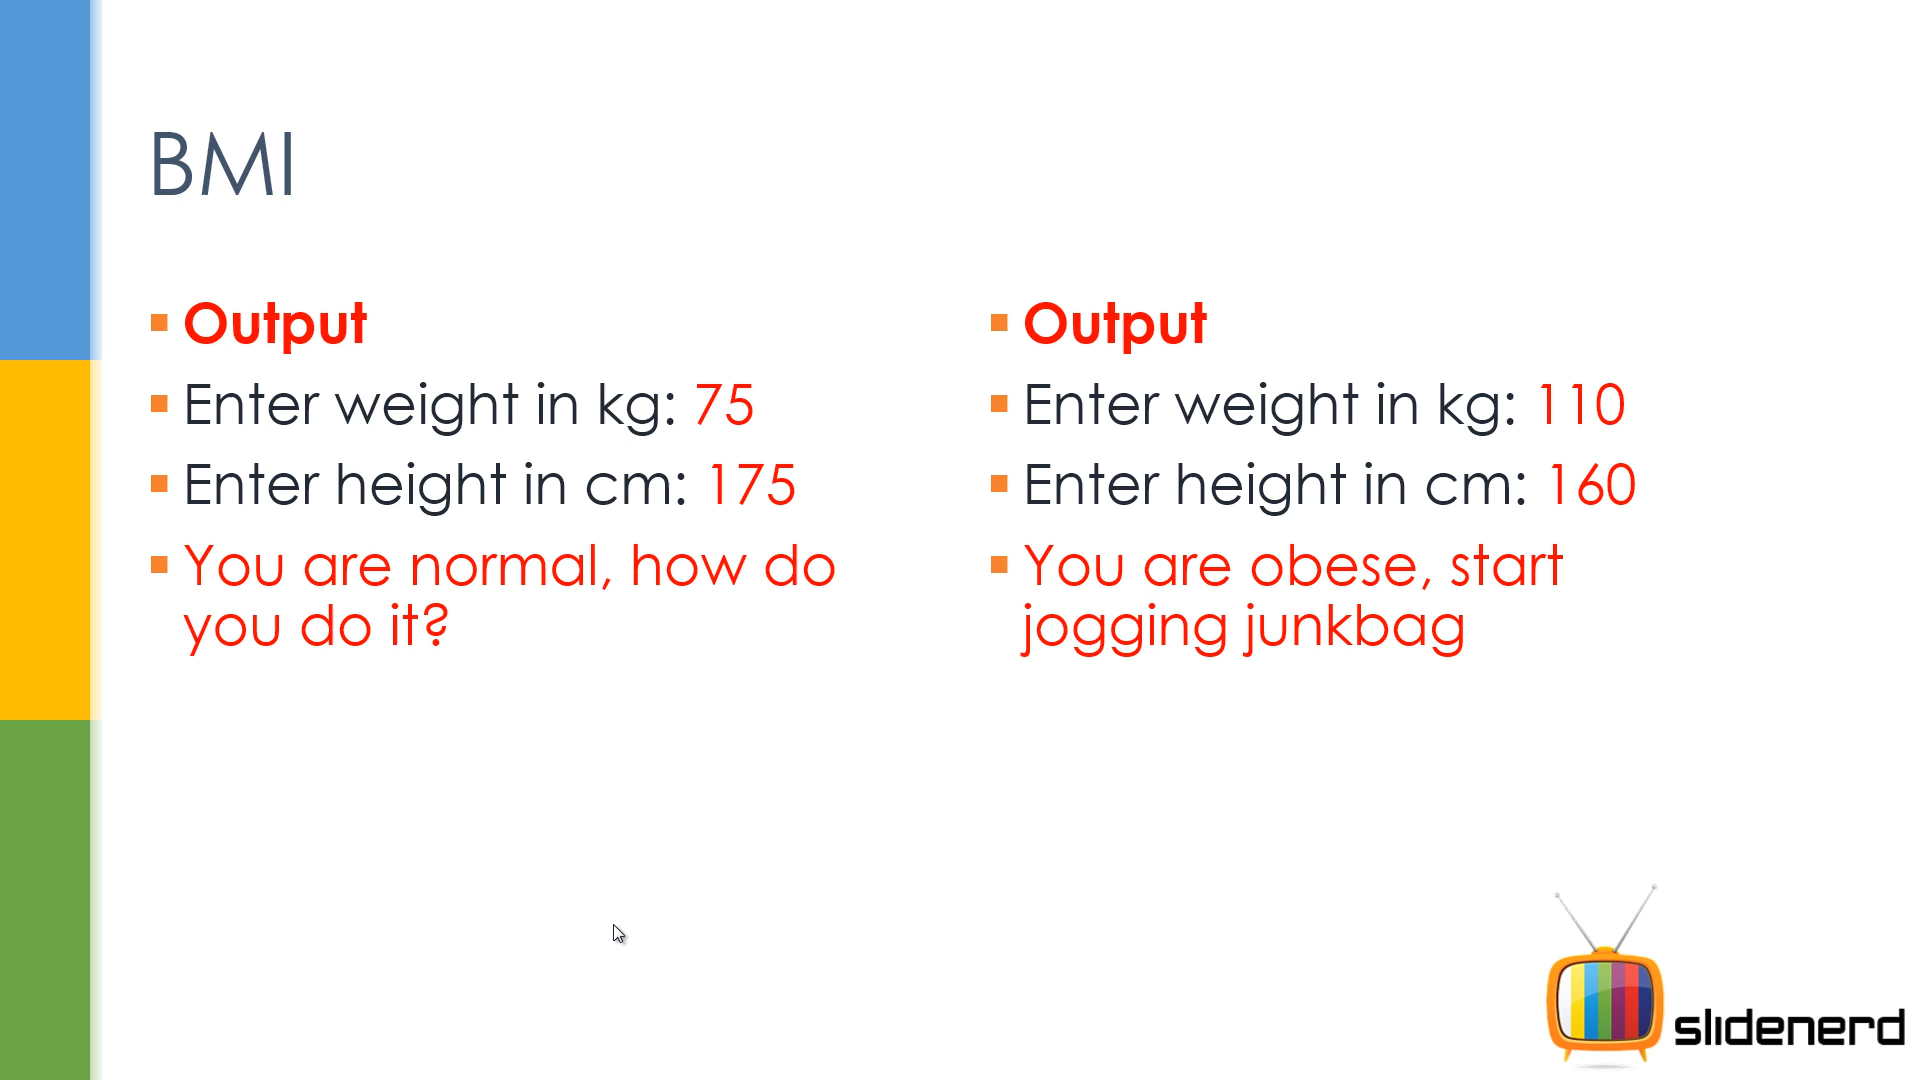 BMI
Output
Enter weight in kg: 75
Enter height in cm: 175
You are normal, how do
you do it?
Output
Enter weight in kg: 110
Enter height in cm: 160
You are obese, start
jogging junkbag
slidenerd